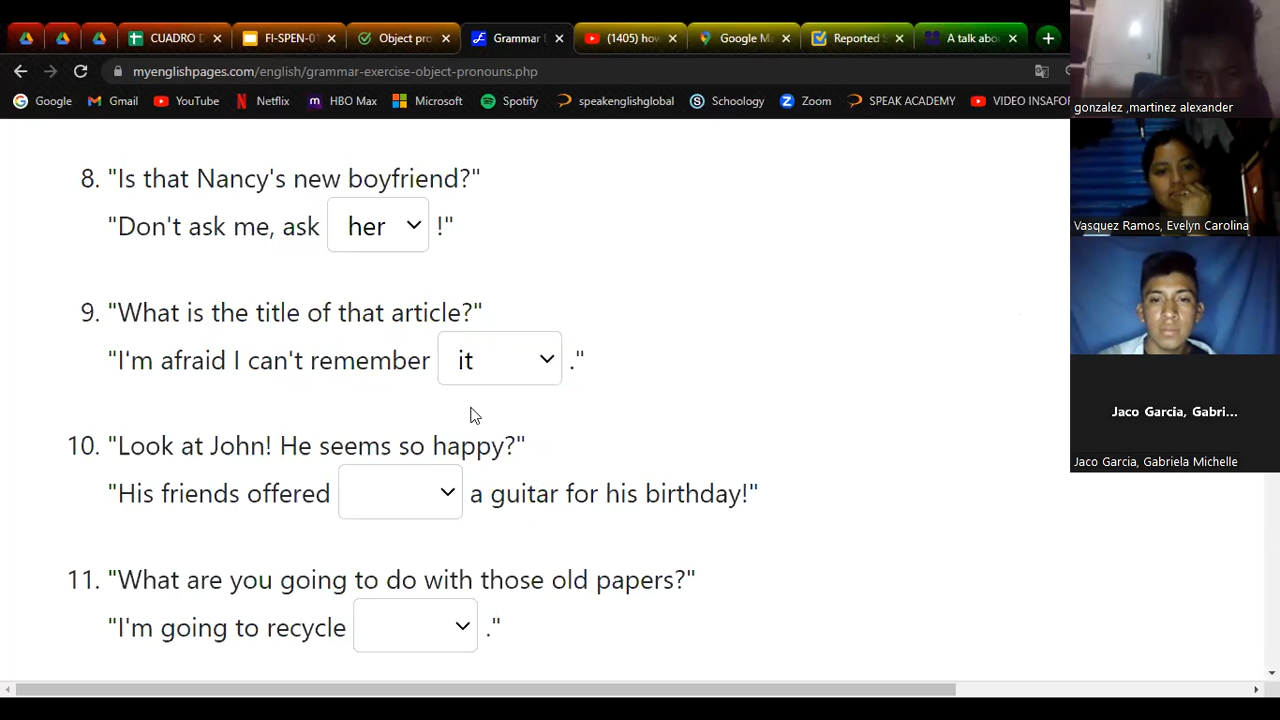 CUADRO D
FI-SPEN-01
Object pro
Grammar E
(1405) how
Google Ma
Reported S
A talk abou
myenglishpages.com/english/grammar-exercise-object-pronouns.php
Google
Gmail
YouTube
Netflix
HBO Max
Microsoft
Spotify
speakenglishglobal
Schoology
Zoom
SPEAK ACADEMY
VIDEO INSAFOR
8. "Is that Nancy's new boyfriend?"
"Don't ask me, ask her !"
9. "What is the title of that article?"
"I'm afraid I can't remember it ."
10. "Look at John! He seems so happy?"
"His friends offered a guitar for his birthday!"
11. "What are you going to do with those old papers?"
"I'm going to recycle ."
gonzalez ,martinez alexander
Vasquez Ramos, Evelyn Carolina
Jaco Garcia, Gabri...
Jaco Garcia, Gabriela Michelle